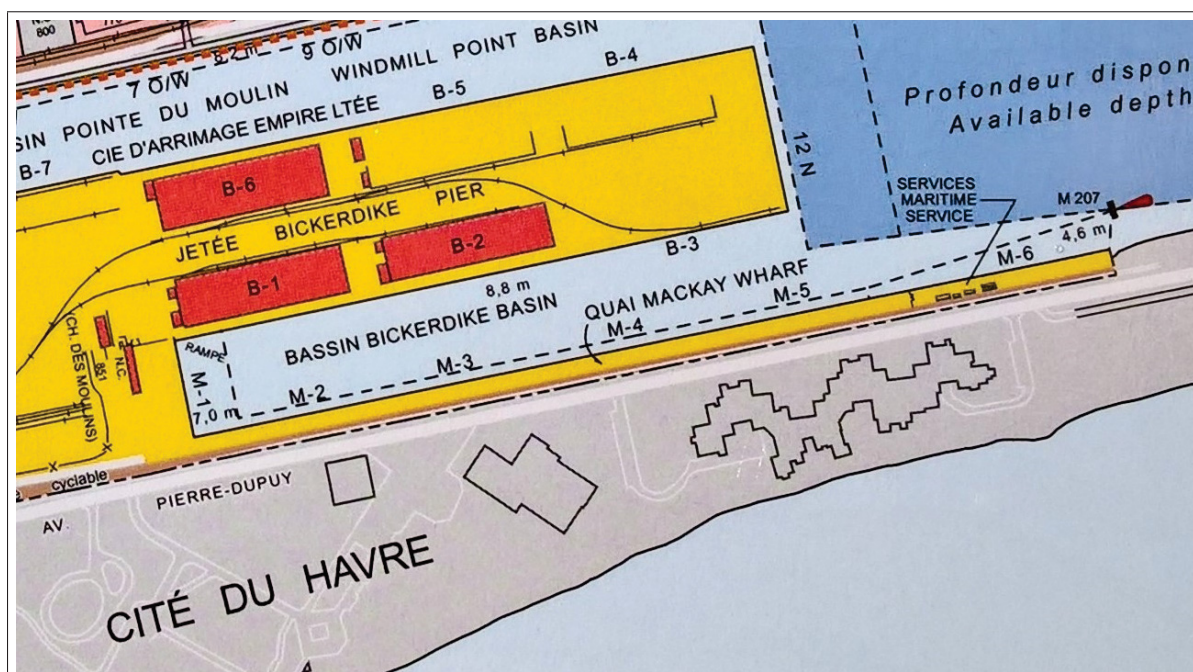 800
8,2 m
7 O/W
9 O/W
POINTE DU MOULIN WINDMILL POINT BASIN
B-7
CIE D'ARRIMAGE EMPIRE LTÉE
B-5
B-4
B-6
JETÉE BICKERDIKE PIER
B-1
B-2
B-3
8,8 m
12 N
Profondeur
Available depth
SERVICES
MARITIME
SERVICE
M 207
4,6 m
M-6
QUAI MACKAY WHARF
M-5
M-4
M-3
M-2
BASSIN BICKERDIKE BASIN
RAMPE
M-1
7,0 m
(CH. DES MOULINS)
851
N.C.
cyclable
AV.
PIERRE-DUPUY
CITÉ DU HAVRE